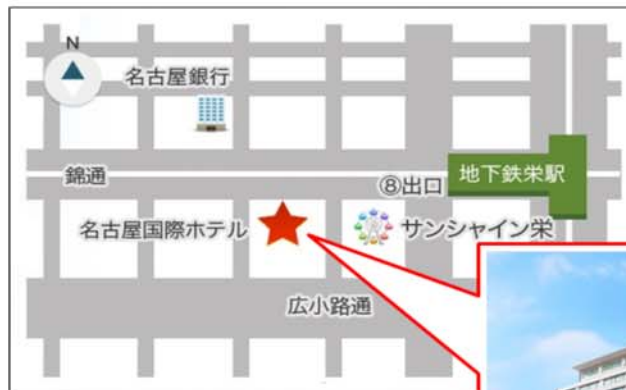 N
名古屋銀行
錦通
⑧出口
地下鉄栄駅
名古屋国際ホテル
サンシャイン栄
広小路通